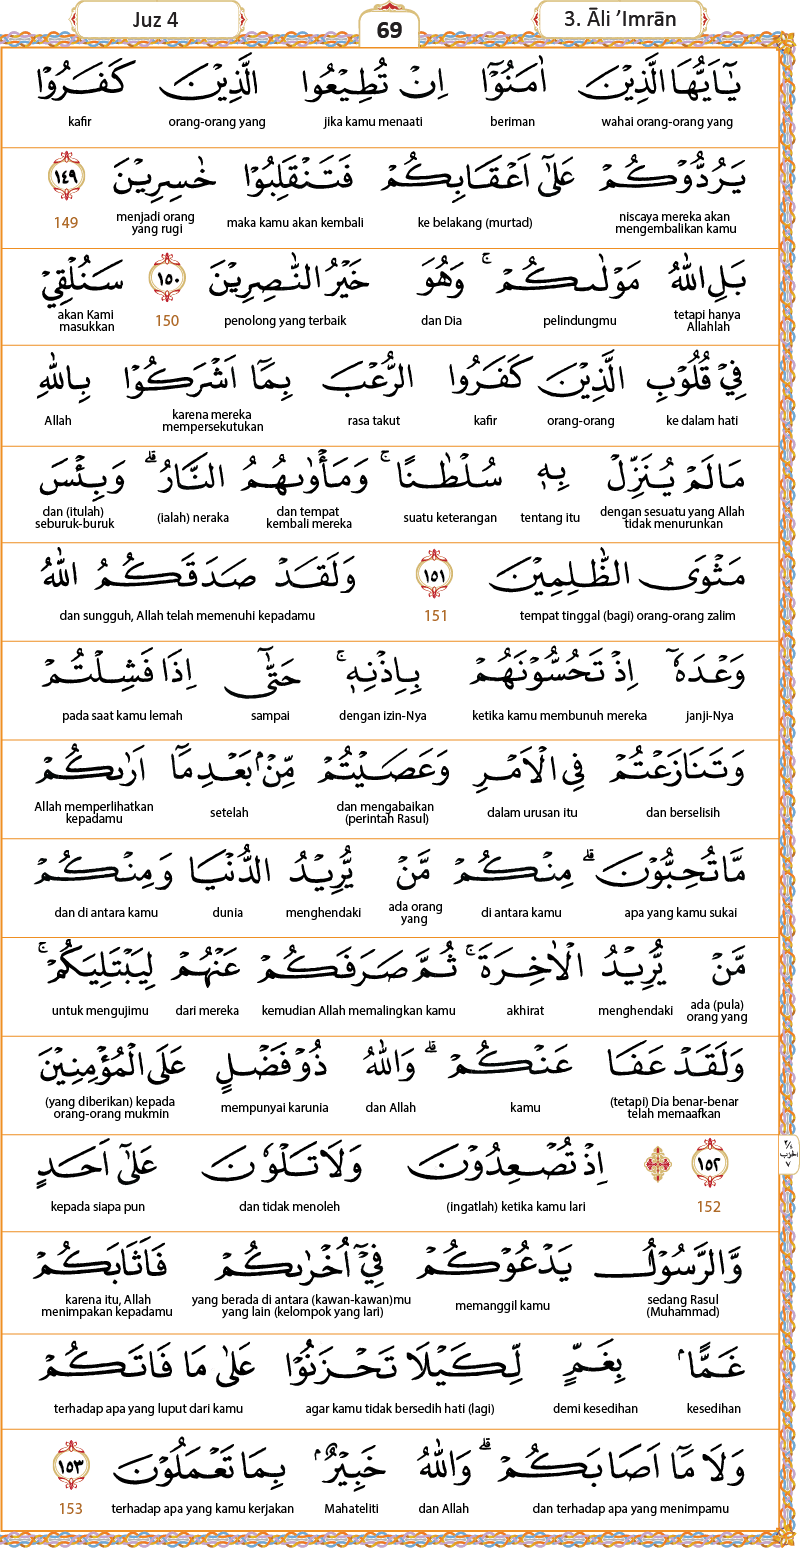 Juz 4
69
3. Āli ’Imrān
يٰٓاَيُّهَا الَّذِيْنَ اٰمَنُوْٓا اِنْ تُطِيْعُوا الَّذِيْنَ كَفَرُوْا
wahai orang-orang yang beriman jika kamu menaati orang-orang yang kafir
يَرُدُّوْكُمْ عَلٰٓى اَعْقَابِكُمْ فَتَنْقَلِبُوْا خٰسِرِيْنَ ١٤٩
niscaya mereka akan mengembalikan kamu ke belakang (murtad) maka kamu akan kembali menjadi orang yang rugi 149
بَلِ اللّٰهُ مَوْلٰىكُمْ ۚ وَهُوَ خَيْرُ النّٰصِرِيْنَ ١٥٠ سَنُلْقِيْ
tetapi hanya Allahlah pelindungmu dan Dia penolong yang terbaik 150 akan Kami masukkan
فِيْ قُلُوْبِ الَّذِيْنَ كَفَرُوا الرُّعْبَ بِمَآ اَشْرَكُوْا بِاللّٰهِ
ke dalam hati orang-orang kafir rasa takut karena mereka mempersekutukan Allah
مَا لَمْ يُنَزِّلْ بِهٖ سُلْطٰنًا ۚ وَمَأْوٰىهُمُ النَّارُ ۗ وَبِئْسَ
dengan sesuatu yang Allah tidak menurunkan tentang itu suatu keterangan dan tempat kembali mereka (ialah) neraka dan (itulah) seburuk-buruk
مَثْوَى الظّٰلِمِيْنَ ١٥١ وَلَقَدْ صَدَقَكُمُ اللّٰهُ
tempat tinggal (bagi) orang-orang zalim 151 dan sungguh, Allah telah memenuhi kepadamu
وَعْدَهٗٓ اِذْ تَحُسُّوْنَهُمْ بِاِذْنِهٖ ۚ حَتّٰٓى اِذَا فَشِلْتُمْ
janji-Nya ketika kamu membunuh mereka dengan izin-Nya sampai pada saat kamu lemah
وَتَنَازَعْتُمْ فِى الْاَمْرِ وَعَصَيْتُمْ مِّنْۢ بَعْدِ مَآ اَرٰىكُمْ
dan berselisih dalam urusan itu dan mengabaikan (perintah Rasul) setelah Allah memperlihatkan kepadamu
مَّا تُحِبُّوْنَ ۗ مِنْكُمْ مَّنْ يُّرِيْدُ الدُّنْيَا وَمِنْكُمْ
apa yang kamu sukai di antara kamu ada orang yang menghendaki dunia dan di antara kamu
مَّنْ يُّرِيْدُ الْاٰخِرَةَ ۚ ثُمَّ صَرَفَكُمْ عَنْهُمْ لِيَبْتَلِيَكُمْ ۚ
ada (pula) orang yang menghendaki akhirat kemudian Allah memalingkan kamu dari mereka untuk mengujimu
وَلَقَدْ عَفَا عَنْكُمْ ۗ وَاللّٰهُ ذُوْ فَضْلٍ عَلَى الْمُؤْمِنِيْنَ
(tetapi) Dia benar-benar telah memaafkan kamu dan Allah mempunyai karunia (yang diberikan) kepada orang-orang mukmin
١٥٢ اِذْ تُصْعِدُوْنَ وَلَا تَلْوٗنَ عَلٰٓى اَحَدٍ
152 (ingatlah) ketika kamu lari dan tidak menoleh kepada siapa pun
وَّالرَّسُوْلُ يَدْعُوْكُمْ فِيْٓ اُخْرٰىكُمْ فَاَثَابَكُمْ
sedang Rasul (Muhammad) memanggil kamu yang berada di antara (kawan-kawan)mu yang lain (kelompok yang lari) karena itu, Allah menimpakan kepadamu
غَمًّا ۢ بِغَمٍّ لِّكَيْلَا تَحْزَنُوْا عَلٰى مَا فَاتَكُمْ
kesedihan demi kesedihan agar kamu tidak bersedih hati (lagi) terhadap apa yang luput dari kamu
وَلَا مَآ اَصَابَكُمْ ۗ وَاللّٰهُ خَبِيْرٌ ۢ بِمَا تَعْمَلُوْنَ ١٥٣
dan terhadap apa yang menimpamu dan Allah Mahateliti terhadap apa yang kamu kerjakan 153